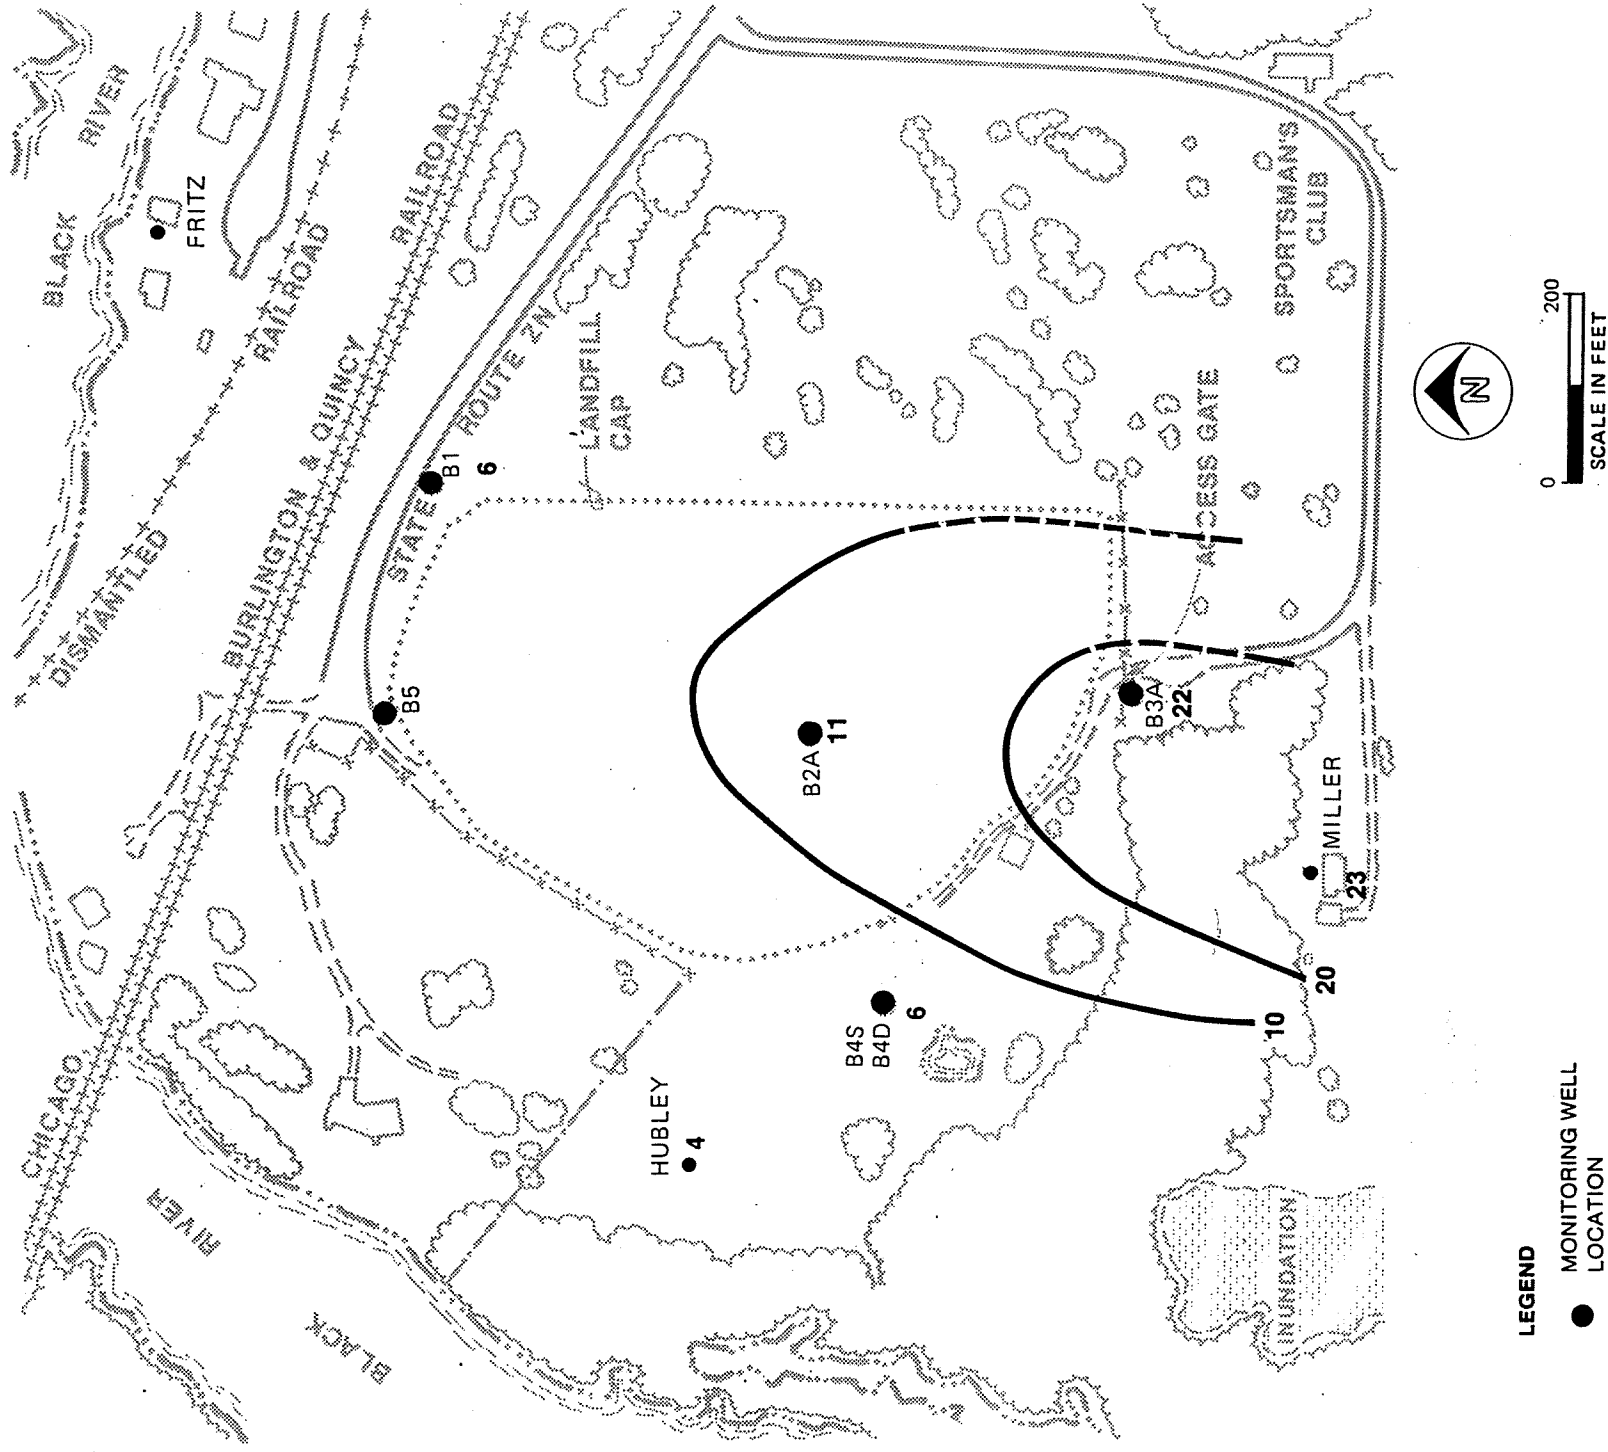 BLACK
RIVER
FRITZ
DISMANTLED
RAILROAD
CHICAGO
BURLINGTON & QUINCY
RAILROAD
STATE
ROUTE 2N
B1
6
B5
LANDFILL
CAP
RIVER
BLACK
HUBLEY
4
B4S
B4D
6
B2A
11
B3A
22
ACCESS GATE
SPORTSMAN'S
CLUB
MILLER
23
10
20
INUNDATION
N
0
200
SCALE IN FEET
LEGEND
MONITORING WELL
LOCATION